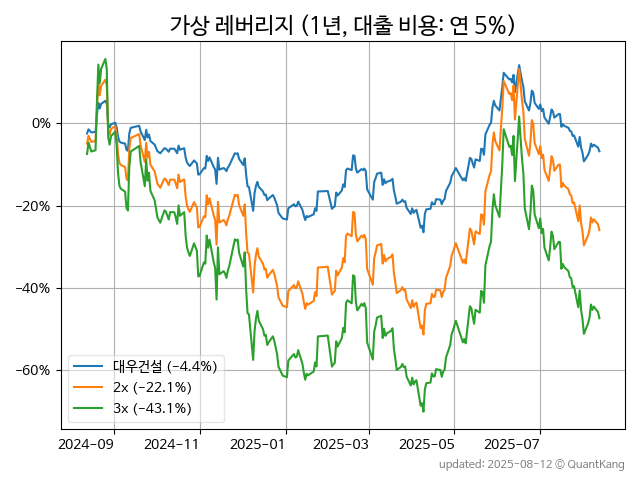 가상 레버리지 (1년, 대출 비용: 연 5%)
0%
−20%
−40%
−60%
대우건설 (−4.4%)
2x (−22.1%)
3x (−43.1%)
2024-09 2024-11 2025-01 2025-03 2025-05 2025-07
updated: 2025-08-12 © QuantKang